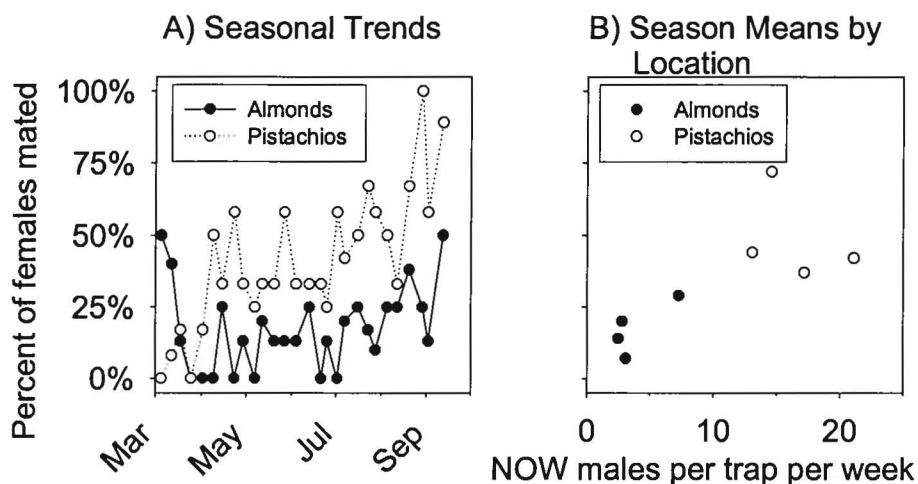 A) Seasonal Trends
B) Season Means by
Location
Percent of females mated
100%
75%
50%
25%
0%
Almonds
Pistachios
Mar
May
Jul
Sep
Almonds
Pistachios
0
10
20
NOW males per trap per week